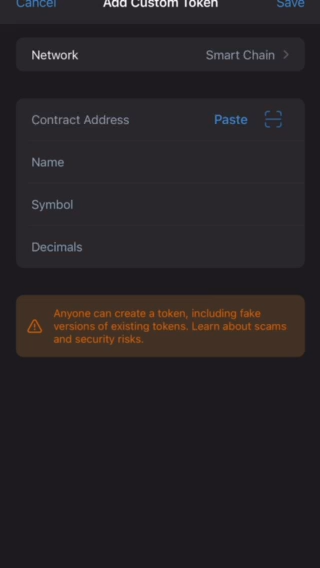 Cancel Add Custom Token Save
Network Smart Chain
Contract Address Paste
Name
Symbol
Decimals
Anyone can create a token, including fake
versions of existing tokens. Learn about scams
and security risks.